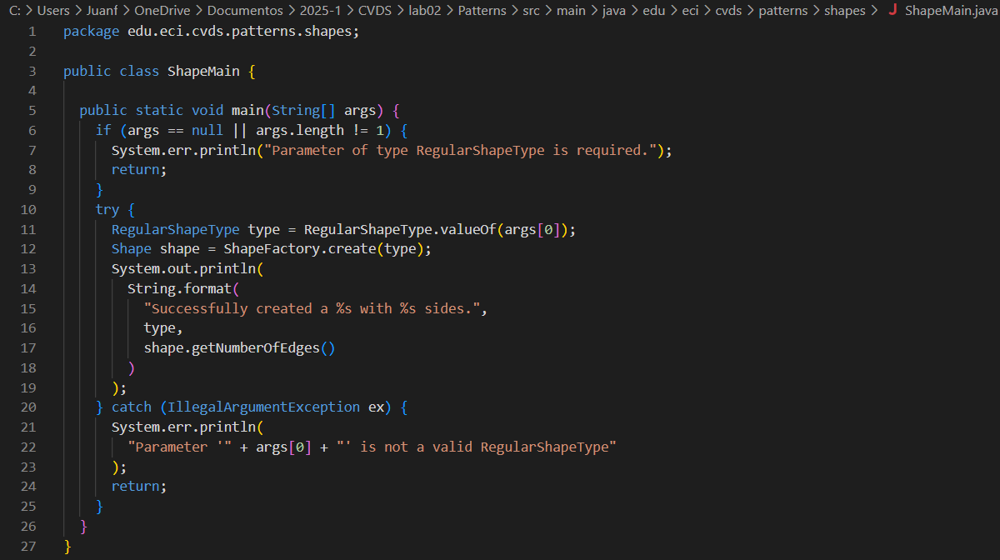 C: > Users > Juanf > OneDrive > Documentos > 2025-1 > CVDS > lab02 > Patterns > src > main > java > edu > eci > cvds > patterns > shapes > J ShapeMain.java
1 package edu.eci.cvds.patterns.shapes;
2
3 public class ShapeMain {
4
5 public static void main(String[] args) {
6 if (args == null || args.length != 1) {
7 System.err.println("Parameter of type RegularShapeType is required.");
8 return;
9 }
10 try {
11 RegularShapeType type = RegularShapeType.valueOf(args[0]);
12 Shape shape = ShapeFactory.create(type);
13 System.out.println(
14 String.format(
15 "Successfully created a %s with %s sides.",
16 type,
17 shape.getNumberOfEdges()
18 )
19 );
20 } catch (IllegalArgumentException ex) {
21 System.err.println(
22 "Parameter '" + args[0] + "' is not a valid RegularShapeType"
23 );
24 return;
25 }
26 }
27 }